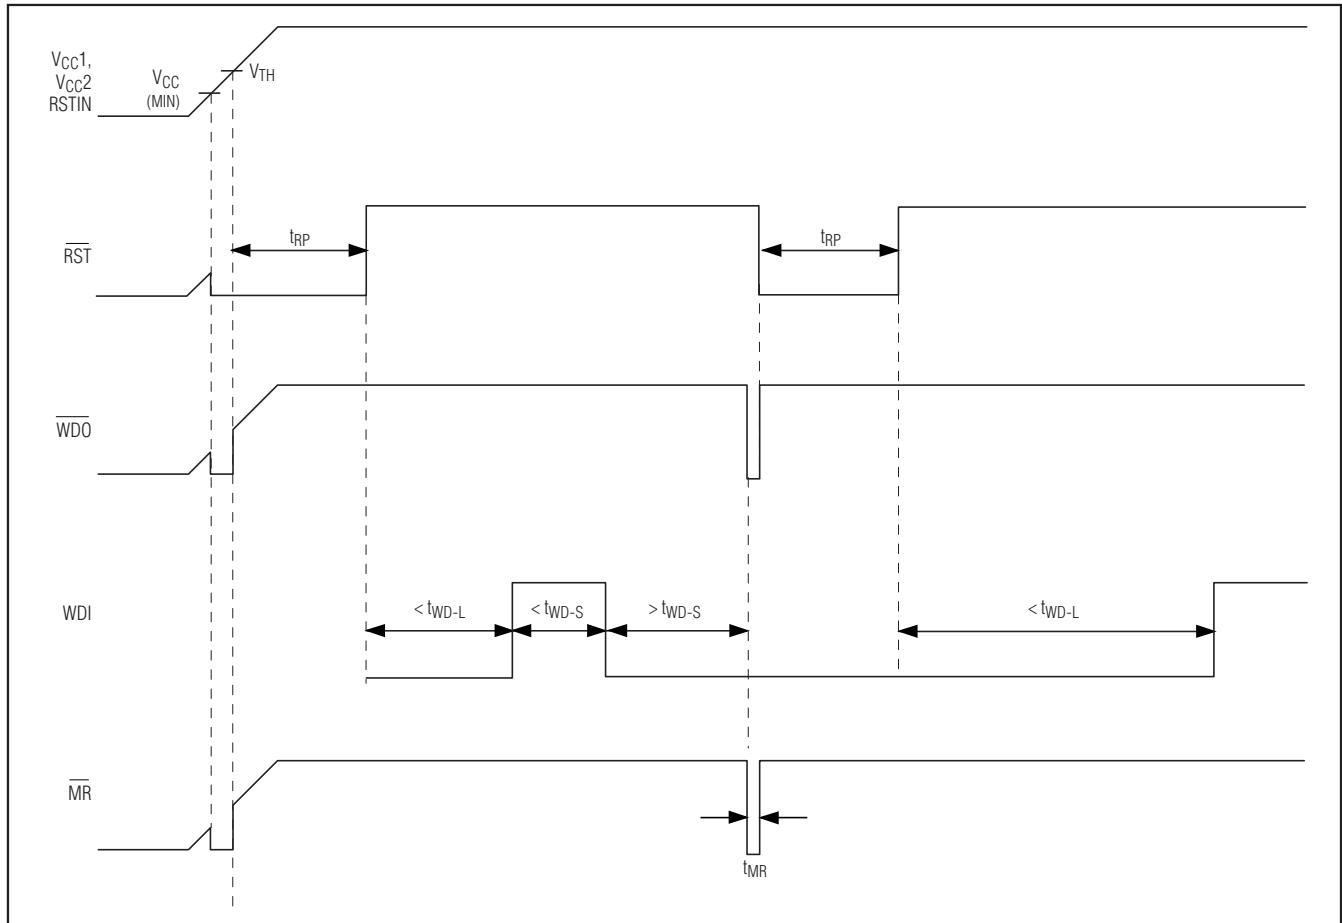 VCC1,
VCC2
RSTIN
VCC
(MIN)
VTH
RST
tRP
tRP
WDO
WDI
< tWD-L
< tWD-S
> tWD-S
< tWD-L
MR
tMR